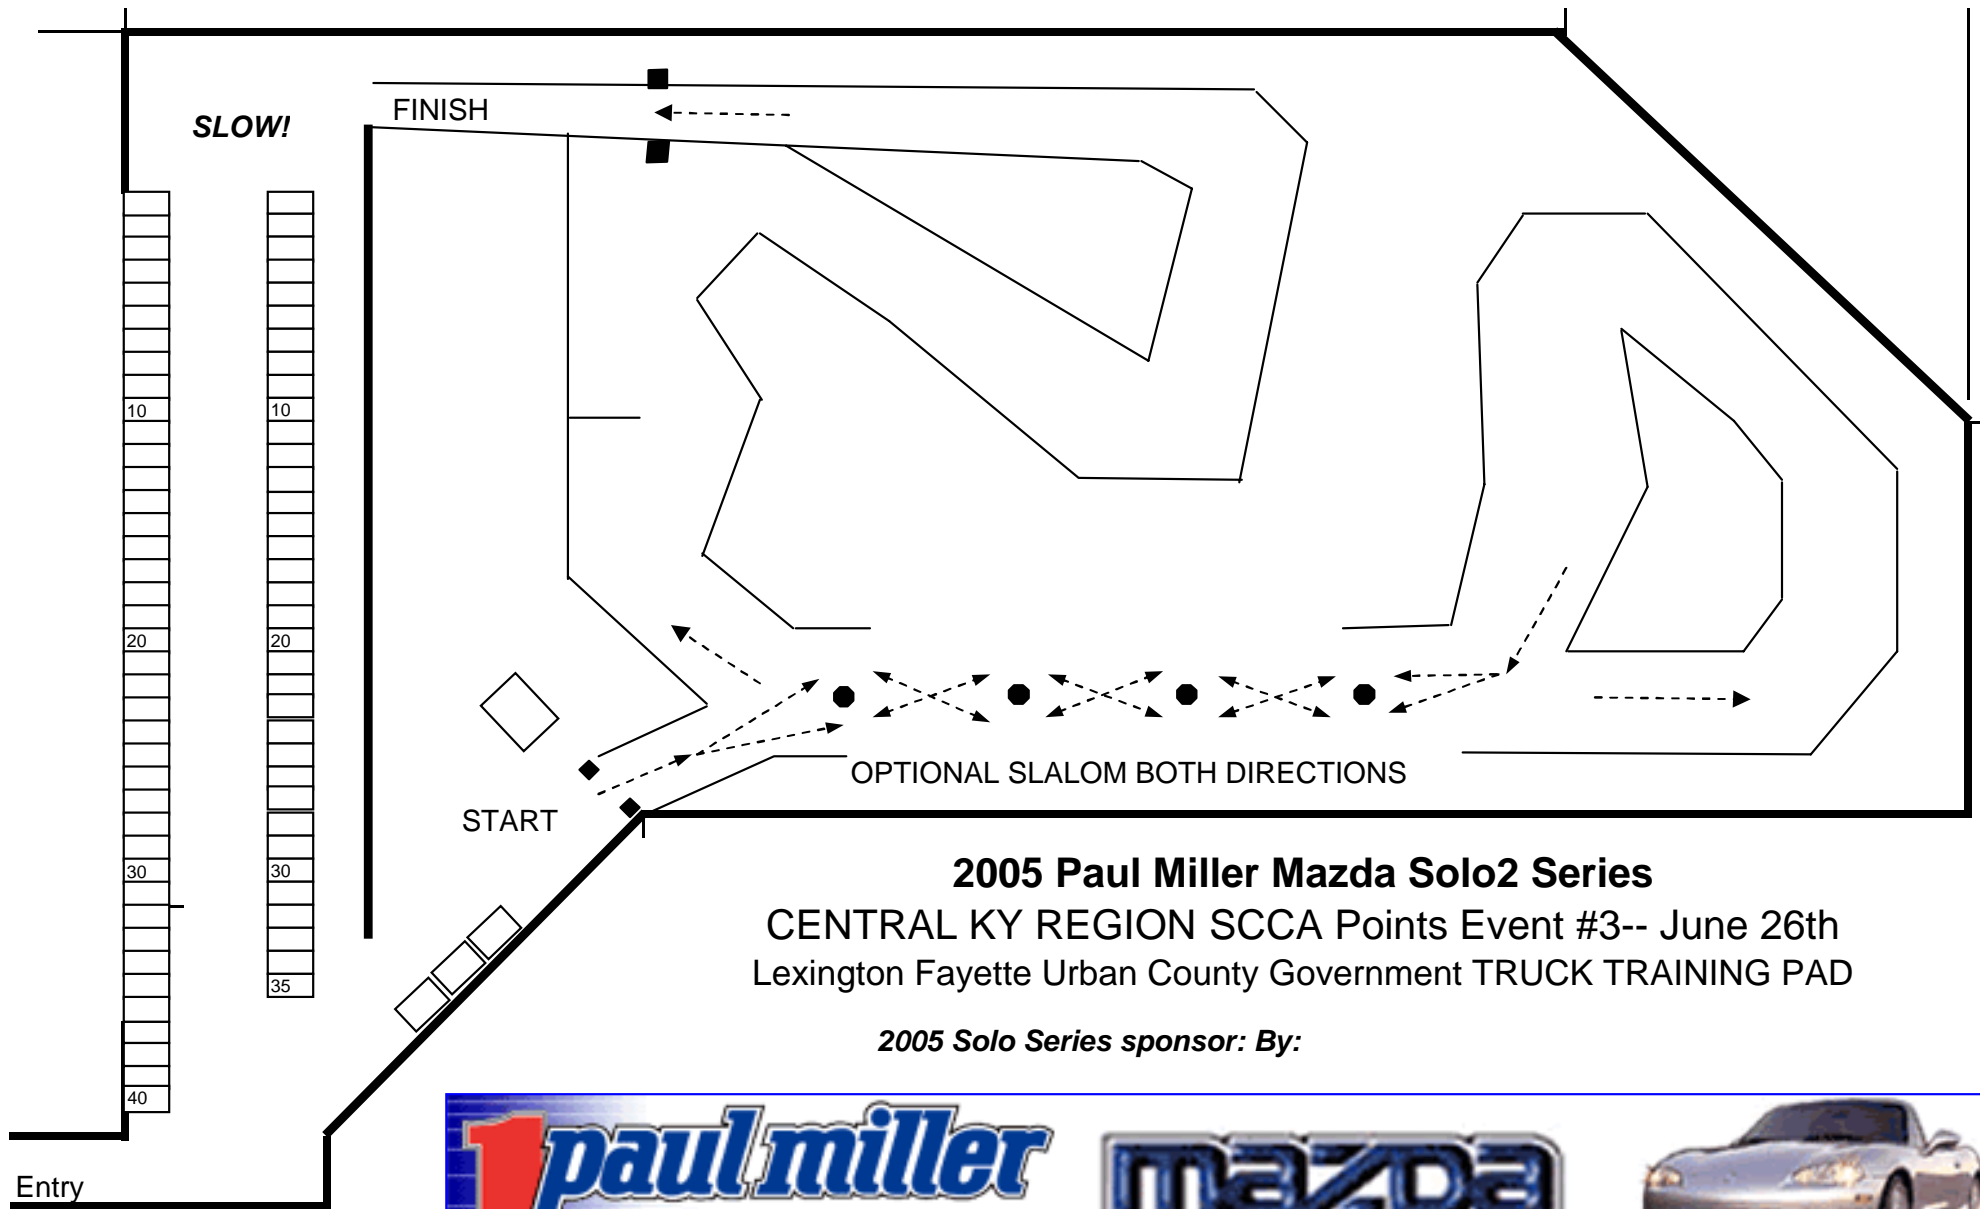 FINISH
SLOW!
10
10
20
20
START
OPTIONAL SLALOM BOTH DIRECTIONS
30
30
35
40
Entry
2005 Paul Miller Mazda Solo2 Series
CENTRAL KY REGION SCCA Points Event #3-- June 26th
Lexington Fayette Urban County Government TRUCK TRAINING PAD
2005 Solo Series sponsor: By:
1 paul miller
mazda